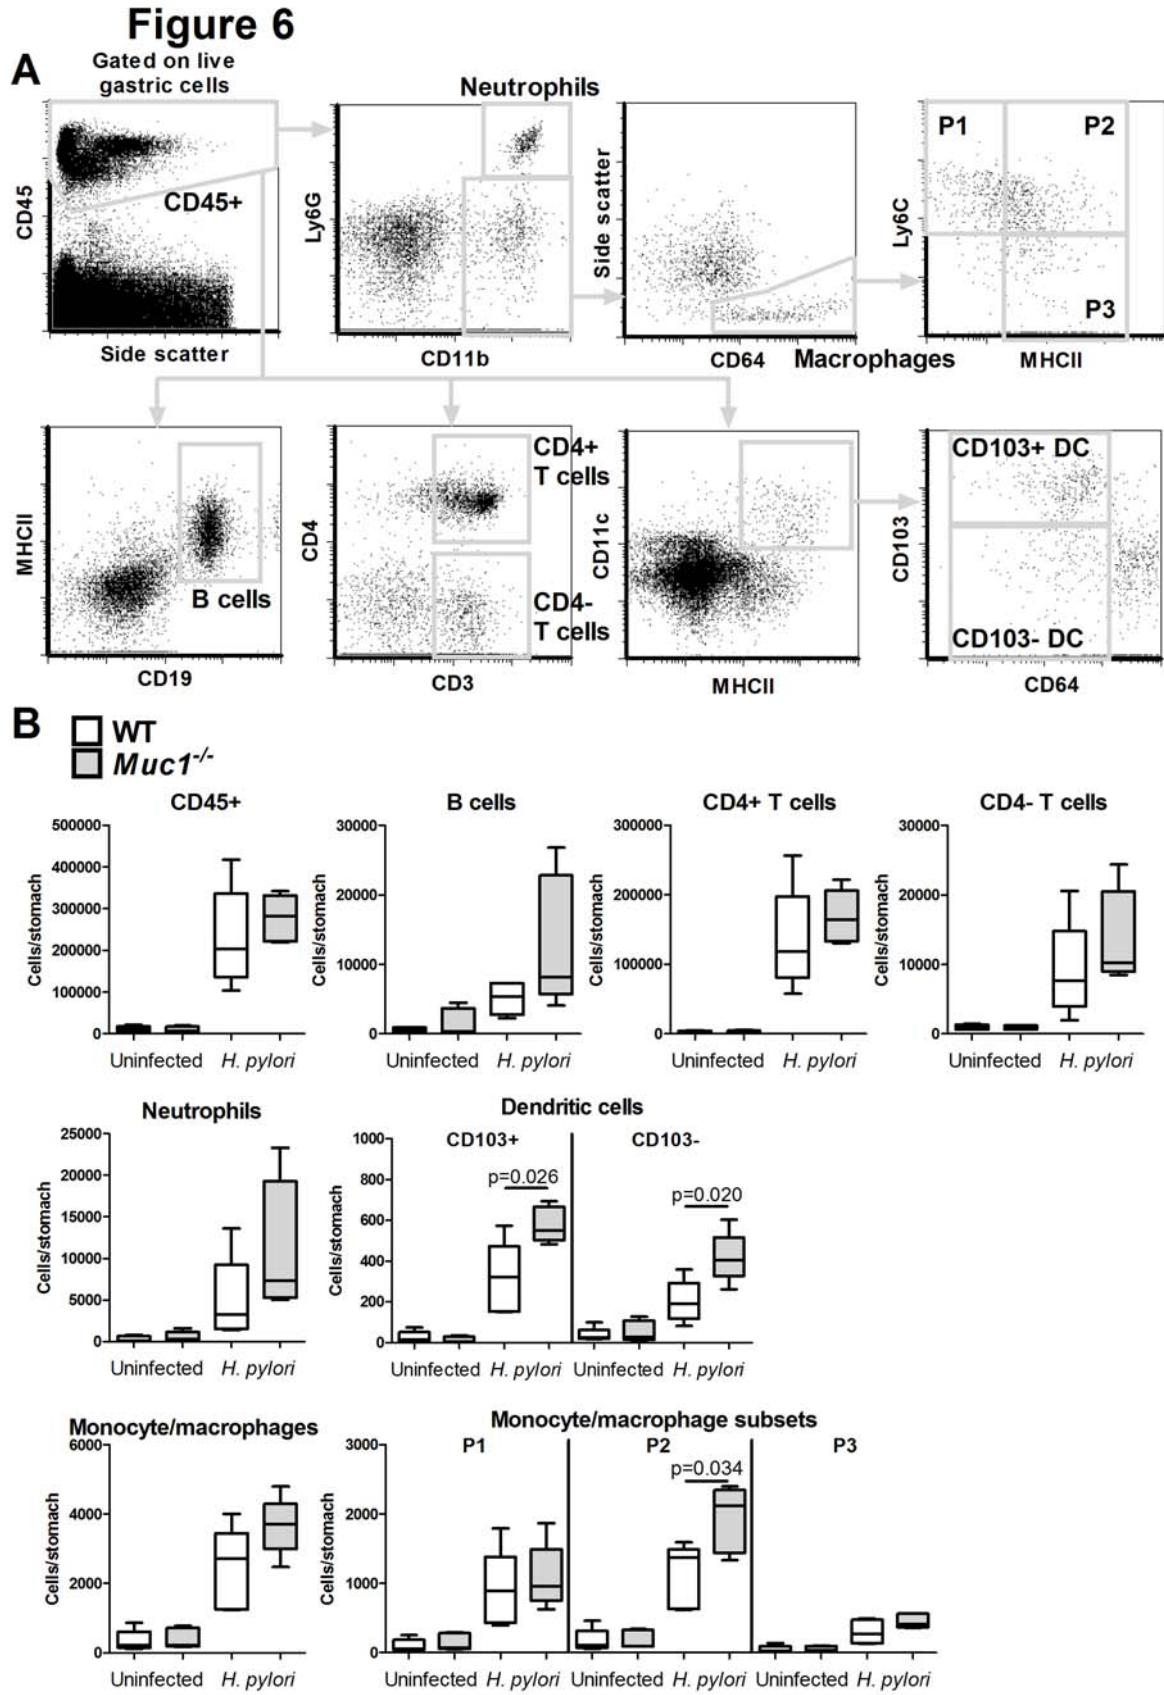 Figure 6
A
Gated on live
gastric cells
CD45
CD45+
Side scatter
Neutrophils
Ly6G
CD11b
Side scatter
CD64
Macrophages
Ly6C
P1
P2
P3
MHCII
MHCII
B cells
CD19
CD4
CD4+
T cells
CD4-
T cells
CD3
CD11c
MHCII
CD103
CD103+ DC
CD103- DC
CD64
B
WT
Muc1-/-
CD45+
Cells/stomach
500000
400000
300000
200000
100000
0
Uninfected H. pylori
B cells
Cells/stomach
30000
20000
10000
0
Uninfected H. pylori
CD4+ T cells
Cells/stomach
300000
200000
100000
0
Uninfected H. pylori
CD4- T cells
Cells/stomach
30000
20000
10000
0
Uninfected H. pylori
Neutrophils
Cells/stomach
25000
20000
15000
10000
5000
0
Uninfected H. pylori
Dendritic cells
CD103+
CD103-
Cells/stomach
1000
800
600
400
200
0
p=0.026
p=0.020
Uninfected H. pylori Uninfected H. pylori
Monocyte/macrophages
Cells/stomach
6000
4000
2000
0
Uninfected H. pylori
Monocyte/macrophage subsets
P1
P2
P3
Cells/stomach
3000
2000
1000
0
p=0.034
Uninfected H. pylori Uninfected H. pylori Uninfected H. pylori